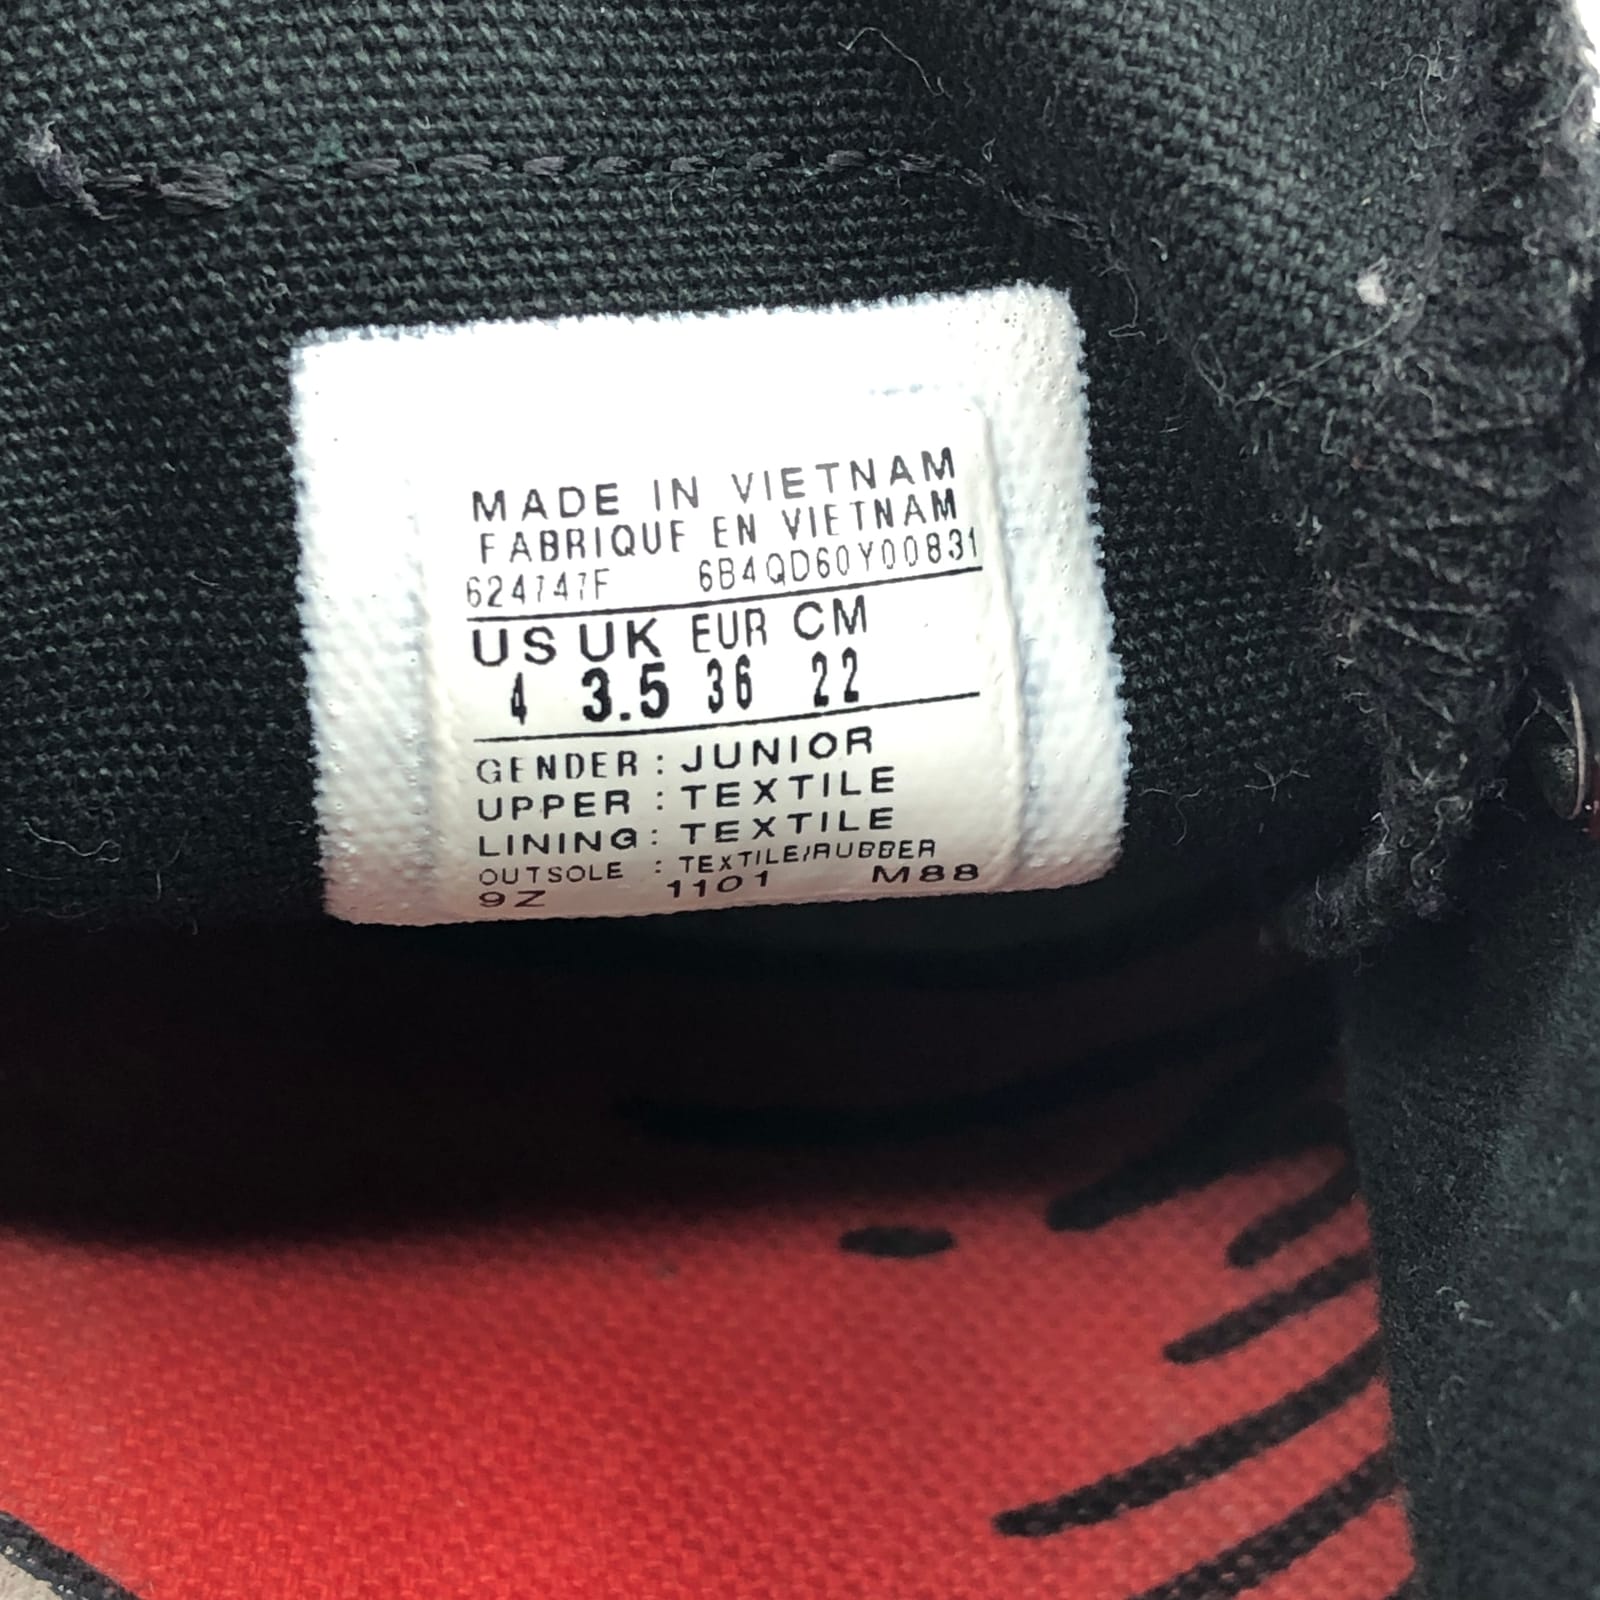 MADE IN VIETNAM
FABRIQUE EN VIETNAM
624747F 6B4QD60Y00831
US UK EUR CM
4 3.5 36 22
GENDER : JUNIOR
UPPER : TEXTILE
LINING : TEXTILE
OUTSOLE : TEXTILE/RUBBER
9Z 1101 M88